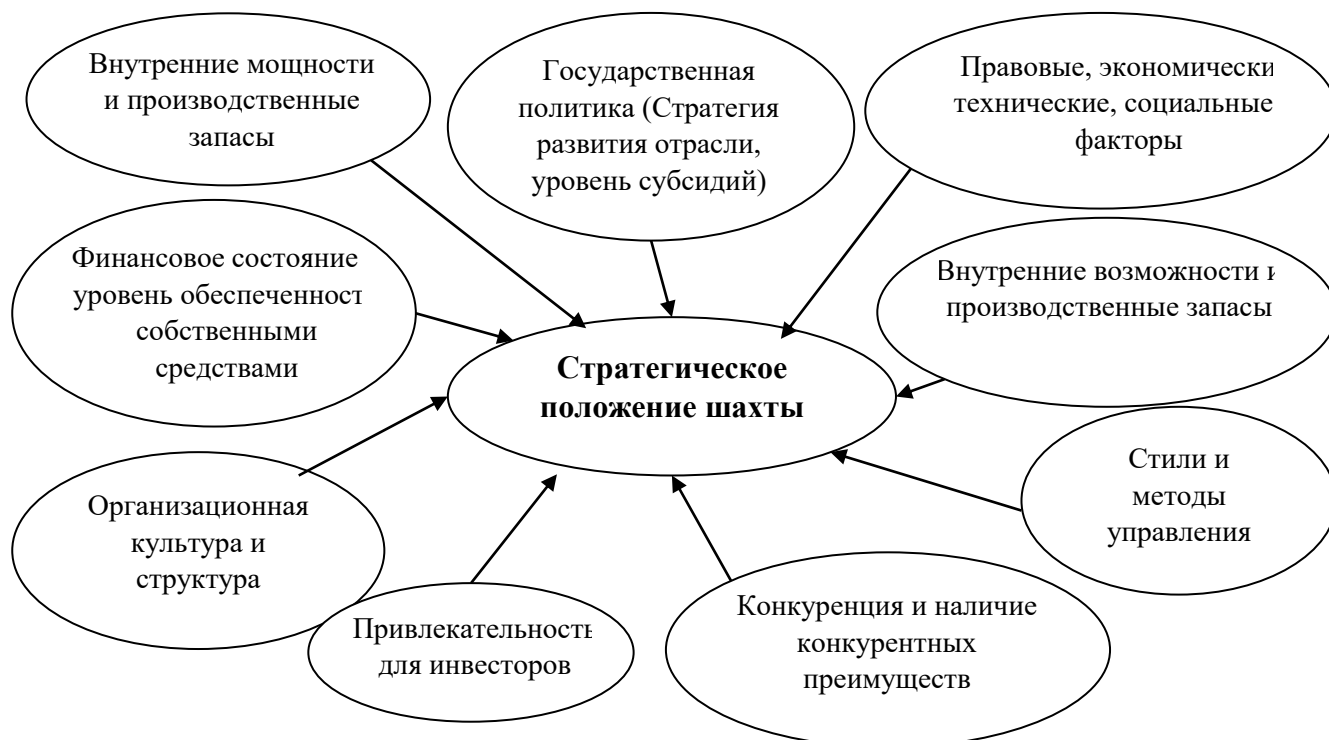 Внутренние мощности
и производственные
запасы
Государственная
политика (Стратегия
развития отрасли,
уровень субсидий)
Правовые, экономически
технические, социальные
факторы
Финансовое состояние
уровень обеспеченност
собственными
средствами
Внутренние возможности и
производственные запасы
Стратегическое
положение шахты
Стили и
методы
управления
Организационная
культура и
структура
Привлекательность
для инвесторов
Конкуренция и наличие
конкурентных
преимуществ